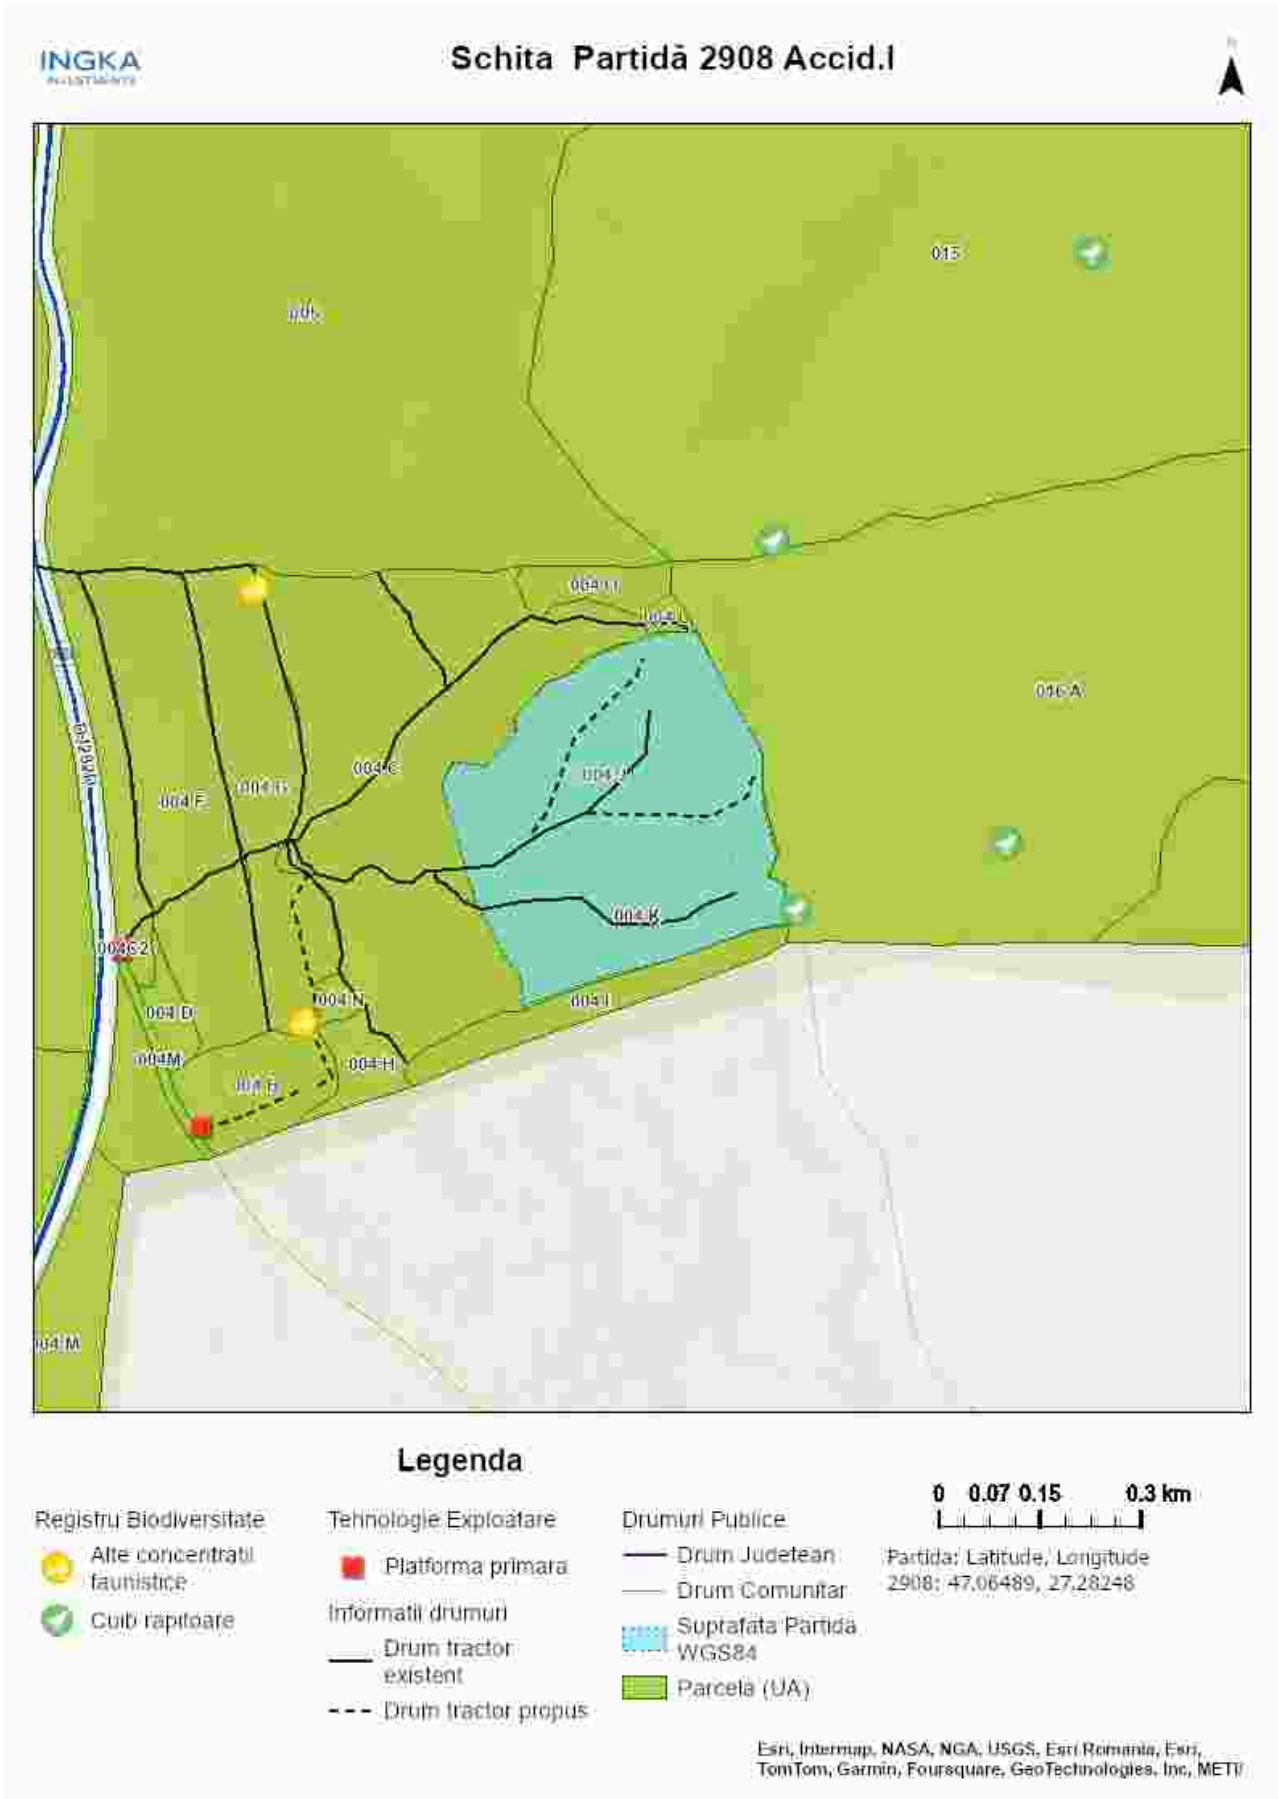 INGKA
INVESTMENTS
Schita Partidă 2908 Accid.I
N
015
004 L
016 A
004 C
004 J
004 F
004 G
004 K
004C2
004 N
004 I
004 D
004M
004 H
004 B
004 M
Legenda
Registru Biodiversitate
Alte concentratii
faunistice
Cuib rapitoare
Tehnologie Exploatare
Platforma primara
Informatii drumuri
Drum tractor
existent
Drum tractor propus
Drumuri Publice
Drum Judetean
Drum Comunitar
Suprafata Partida
WGS84
Parcela (UA)
0 0.07 0.15 0.3 km
Partida: Latitude, Longitude
2908: 47.06489, 27.28248
Esri, Intermap, NASA, NGA, USGS, Esri Romania, Esri,
TomTom, Garmin, Foursquare, GeoTechnologies, Inc, METI/